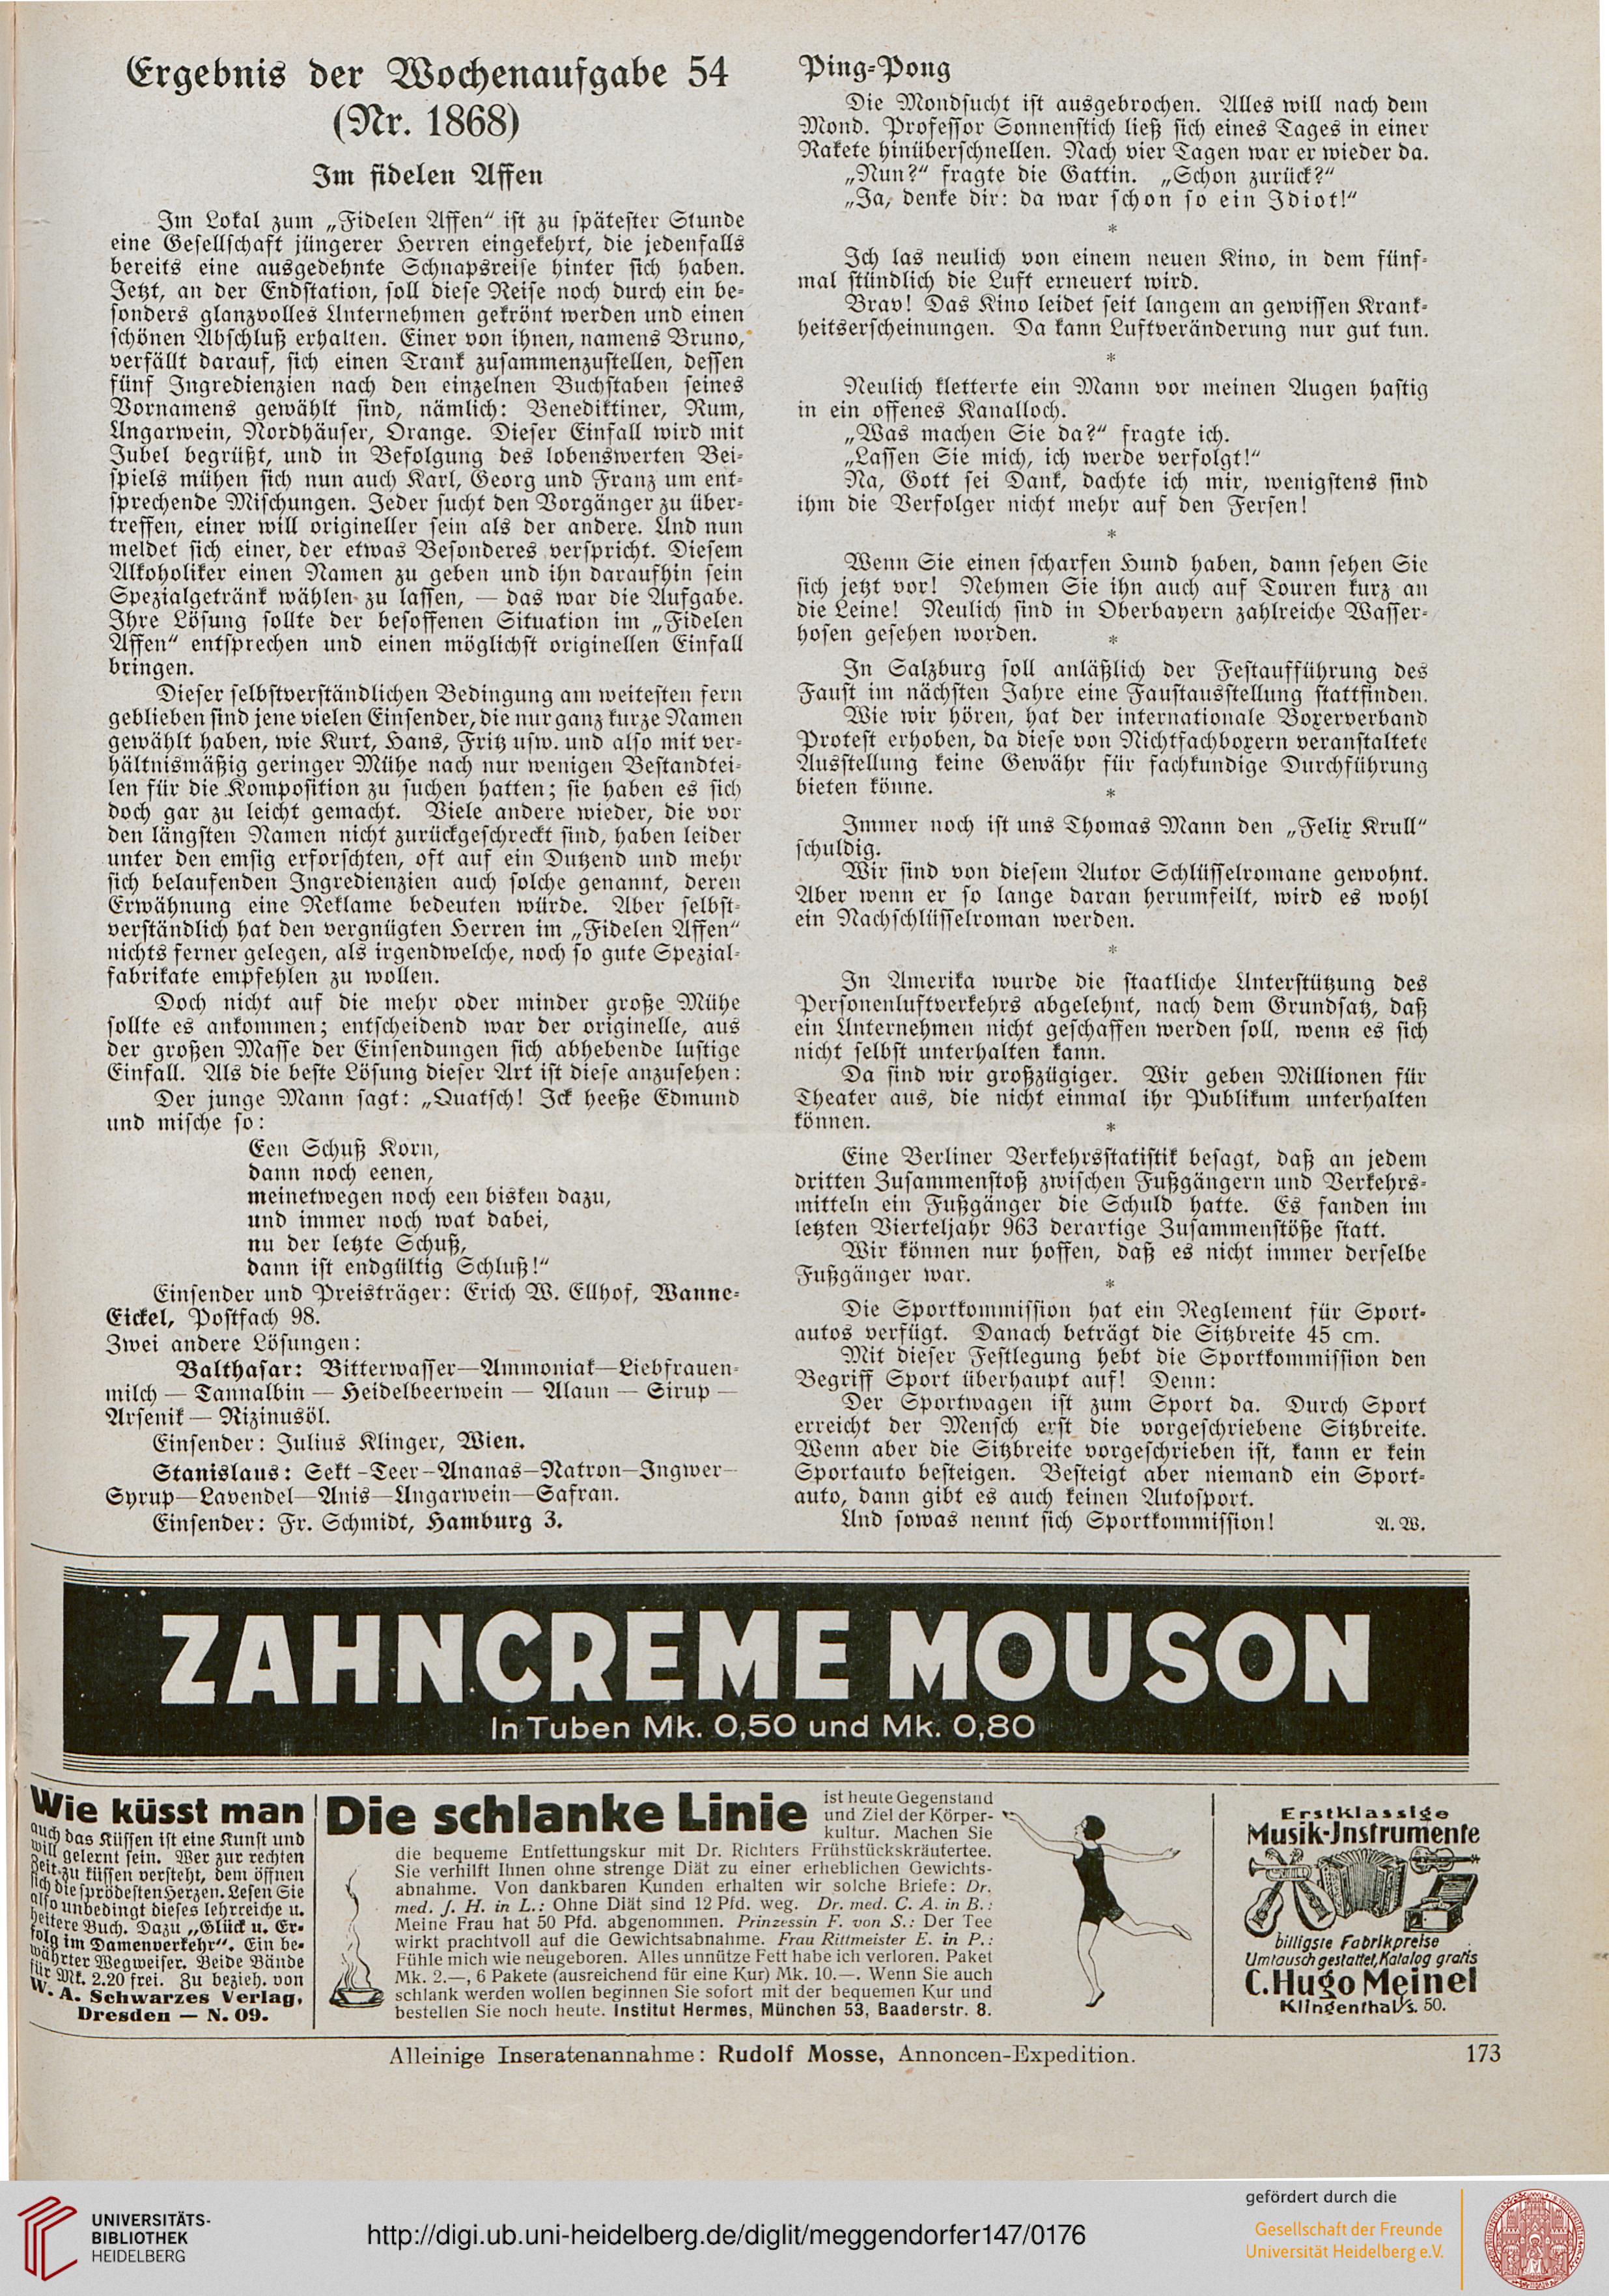 Ergebnis der Wochenaufgabe 54
(Nr. 1868)
Im fidelen Affen
Im Lokal zum „Fidelen Affen“ ist zu spätester Stunde
eine Gesellschaft jüngerer Herren eingekehrt, die jedenfalls
bereits eine ausgedehnte Schnapsreise hinter sich haben.
Jetzt, an der Endstation, soll diese Reise noch durch ein be-
sonders glanzvolles Unternehmen gekrönt werden und einen
schönen Abschluß erhalten. Einer von ihnen, namens Bruno,
verfällt darauf, sich einen Trank zusammenzustellen, dessen
fünf Ingredienzien nach den einzelnen Buchstaben seines
Vornamens gewählt sind, nämlich: Benediktiner, Rum,
Ungarwein, Nordhäuser, Orange. Dieser Einfall wird mit
Jubel begrüßt, und in Befolgung des lobenswerten Bei-
spiels mühen sich nun auch Karl, Georg und Franz um ent-
sprechende Mischungen. Jeder sucht den Vorgänger zu über-
treffen, einer will origineller sein als der andere. Und nun
meldet sich einer, der etwas Besonderes verspricht. Diesem
Alkoholiker einen Namen zu geben und ihn daraufhin sein
Spezialgetränk wählen zu lassen, — das war die Aufgabe.
Ihre Lösung sollte der besoffenen Situation im „Fidelen
Affen“ entsprechen und einen möglichst originellen Einfall
bringen.
Dieser selbstverständlichen Bedingung am weitesten fern
geblieben sind jene vielen Einsender, die nur ganz kurze Namen
gewählt haben, wie Kurt, Hans, Fritz usw. und also mit ver-
hältnismäßig geringer Mühe nach nur wenigen Bestandtei-
len für die Komposition zu suchen hatten; sie haben es sich
doch gar zu leicht gemacht. Viele andere wieder, die vor
den längsten Namen nicht zurückgeschreckt sind, haben leider
unter den emsig erforschten, oft auf ein Dutzend und mehr
sich belaufenden Ingredienzien auch solche genannt, deren
Erwähnung eine Reklame bedeuten würde. Aber selbst-
verständlich hat den vergnügten Herren im „Fidelen Affen“
nichts ferner gelegen, als irgendwelche, noch so gute Spezial-
fabrikate empfehlen zu wollen.
Doch nicht auf die mehr oder minder große Mühe
sollte es ankommen; entscheidend war der originelle, aus
der großen Masse der Einsendungen sich abhebende lustige
Einfall. Als die beste Lösung dieser Art ist diese anzusehen:
Der junge Mann sagt: „Quatsch! Ick heeße Edmund
und mische so:
Een Schuß Korn,
dann noch eenen,
meinetwegen noch een bisken dazu,
und immer noch wat dabei,
nu der letzte Schuß,
dann ist endgültig Schluß!“
Einsender und Preisträger: Erich W. Ellhof, Wanne-
Eickel, Postfach 98.
Zwei andere Lösungen:
Balthasar: Bitterwasser—Ammoniak—Liebfrauen-
milch — Tannalbin — Heidelbeerwein — Alaun — Sirup —
Arsenik — Rizinusöl.
Einsender: Julius Klinger, Wien.
Stanislaus: Sekt–Teer–Ananas–Natron–Ingwer–
Syrup—Lavendel—Anis—Ungarwein—Safran.
Einsender: Fr. Schmidt, Hamburg 3.
Ping-Pong
Die Mondsucht ist ausgebrochen. Alles will nach dem
Mond. Professor Sonnenstich ließ sich eines Tages in einer
Rakete hinüberschnellen. Nach vier Tagen war er wieder da.
„Nun?“ fragte die Gattin. „Schon zurück?“
„Ja, denke dir: da war schon so ein Idiot!“
*
Ich las neulich von einem neuen Kino, in dem fünf-
mal stündlich die Luft erneuert wird.
Brav! Das Kino leidet seit langem an gewissen Krank-
heitserscheinungen. Da kann Luftveränderung nur gut tun.
*
Neulich kletterte ein Mann vor meinen Augen hastig
in ein offenes Kanalloch.
„Was machen Sie da?“ fragte ich.
„Lassen Sie mich, ich werde verfolgt!“
Na, Gott sei Dank, dachte ich mir, wenigstens sind
ihm die Verfolger nicht mehr auf den Fersen!
*
Wenn Sie einen scharfen Hund haben, dann sehen Sie
sich jetzt vor! Nehmen Sie ihn auch auf Touren kurz an
die Leine! Neulich sind in Oberbayern zahlreiche Wasser-
hosen gesehen worden.
*
In Salzburg soll anläßlich der Festaufführung des
Faust im nächsten Jahre eine Faustausstellung stattfinden.
Wie wir hören, hat der internationale Boxerverband
Protest erhoben, da diese von Nichtfachboxern veranstaltete
Ausstellung keine Gewähr für fachkundige Durchführung
bieten könne.
*
Immer noch ist uns Thomas Mann den „Felix Krull“
schuldig.
Wir sind von diesem Autor Schlüsselromane gewohnt.
Aber wenn er so lange daran herumfeilt, wird es wohl
ein Nachschlüsselroman werden.
*
In Amerika wurde die staatliche Unterstützung des
Personenluftverkehrs abgelehnt, nach dem Grundsatz, daß
ein Unternehmen nicht geschaffen werden soll, wenn es sich
nicht selbst unterhalten kann.
Da sind wir großzügiger. Wir geben Millionen für
Theater aus, die nicht einmal ihr Publikum unterhalten
können.
*
Eine Berliner Verkehrsstatistik besagt, daß an jedem
dritten Zusammenstoß zwischen Fußgängern und Verkehrs-
mitteln ein Fußgänger die Schuld hatte. Es fanden im
letzten Vierteljahr 963 derartige Zusammenstöße statt.
Wir können nur hoffen, daß es nicht immer derselbe
Fußgänger war.
*
Die Sportkommission hat ein Reglement für Sport-
autos verfügt. Danach beträgt die Sitzbreite 45 cm.
Mit dieser Festlegung hebt die Sportkommission den
Begriff Sport überhaupt auf! Denn:
Der Sportwagen ist zum Sport da. Durch Sport
erreicht der Mensch erst die vorgeschriebene Sitzbreite.
Wenn aber die Sitzbreite vorgeschrieben ist, kann er kein
Sportauto besteigen. Besteigt aber niemand ein Sport-
auto, dann gibt es auch keinen Autosport.
Und sowas nennt sich Sportkommission! A. W.
ZAHNCREME MOUSON
In Tuben Mk. 0,50 und Mk. 0,80
Wie küsst man
auch das Küssen ist eine Kunst und
will gelernt sein. Wer zur rechten
Zeit zu küssen versteht, dem öffnen
sich die sprödesten Herzen. Lesen Sie
also unbedingt dieses lehrreiche u.
heitere Buch. Dazu „Glück u. Er-
folg im Damenverkehr“. Ein be-
währter Wegweiser. Beide Bände
für Mk. 2.20 frei. Zu bezieh. von
W. A. Schwarzes Verlag,
Dresden — N. 09.
Die schlanke Linie
ist heute Gegenstand
und Ziel der Körper-
kultur. Machen Sie
die bequeme Entfettungskur mit Dr. Richters Frühstückskräutertee.
Sie verhilft Ihnen ohne strenge Diät zu einer erheblichen Gewichts-
abnahme. Von dankbaren Kunden erhalten wir solche Briefe: Dr.
med. J. H. in L.: Ohne Diät sind 12 Pfd. weg. Dr. med. C. A. in B.:
Meine Frau hat 50 Pfd. abgenommen. Prinzessin F. von S.: Der Tee
wirkt prachtvoll auf die Gewichtsabnahme. Frau Rittmeister E. in P.:
Fühle mich wie neugeboren. Alles unnütze Fett habe ich verloren. Paket
Mk. 2.—, 6 Pakete (ausreichend für eine Kur) Mk. 10.—. Wenn Sie auch
schlank werden wollen beginnen Sie sofort mit der bequemen Kur und
bestellen Sie noch heute. Institut Hermes, München 53, Baaderstr. 8.
Erstklassige
Musik-Instrumente
billigste Fabrikpreise
Umtausch gestattet, Katalog gratis
C. Hugo Meinel
Klingenthal/s. 50.
Alleinige Inseratenannahme: Rudolf Mosse, Annoncen-Expedition.
173
UNIVERSITÄTS-
BIBLIOTHEK
HEIDELBERG
http://digi.ub.uni-heidelberg.de/diglit/meggendorfer147/0176
gefördert durch die
Gesellschaft der Freunde
Universität Heidelberg e.V.